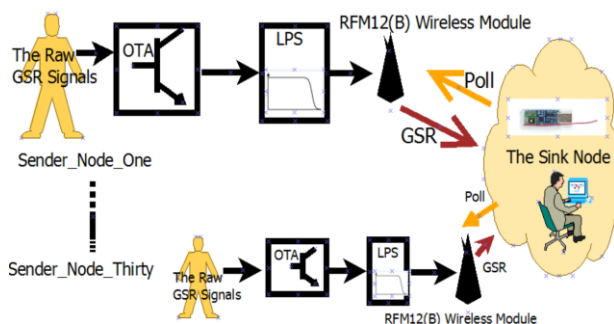 The Raw
GSR Signals
OTA
LPS
RFM12(B) Wireless Module
Poll
GSR
The Sink Node
Sender_Node_One
Poll
GSR
Sender_Node_Thirty
The Raw
GSR Signals
OTA
LPS
RFM12(B) Wireless Module